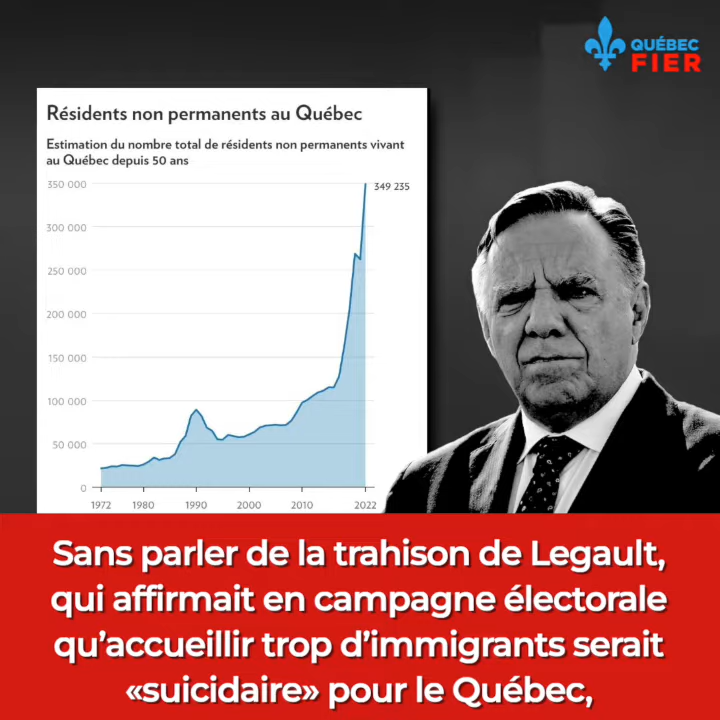 QUÉBEC
FIER
Résidents non permanents au Québec
Estimation du nombre total de résidents non permanents vivant
au Québec depuis 50 ans
350 000
349 235
300 000
250 000
200 000
150 000
100 000
50 000
0
1972 1980 1990 2000 2010 2022
Sans parler de la trahison de Legault,
qui affirmait en campagne électorale
qu'accueillir trop d'immigrants serait
«suicidaire» pour le Québec,